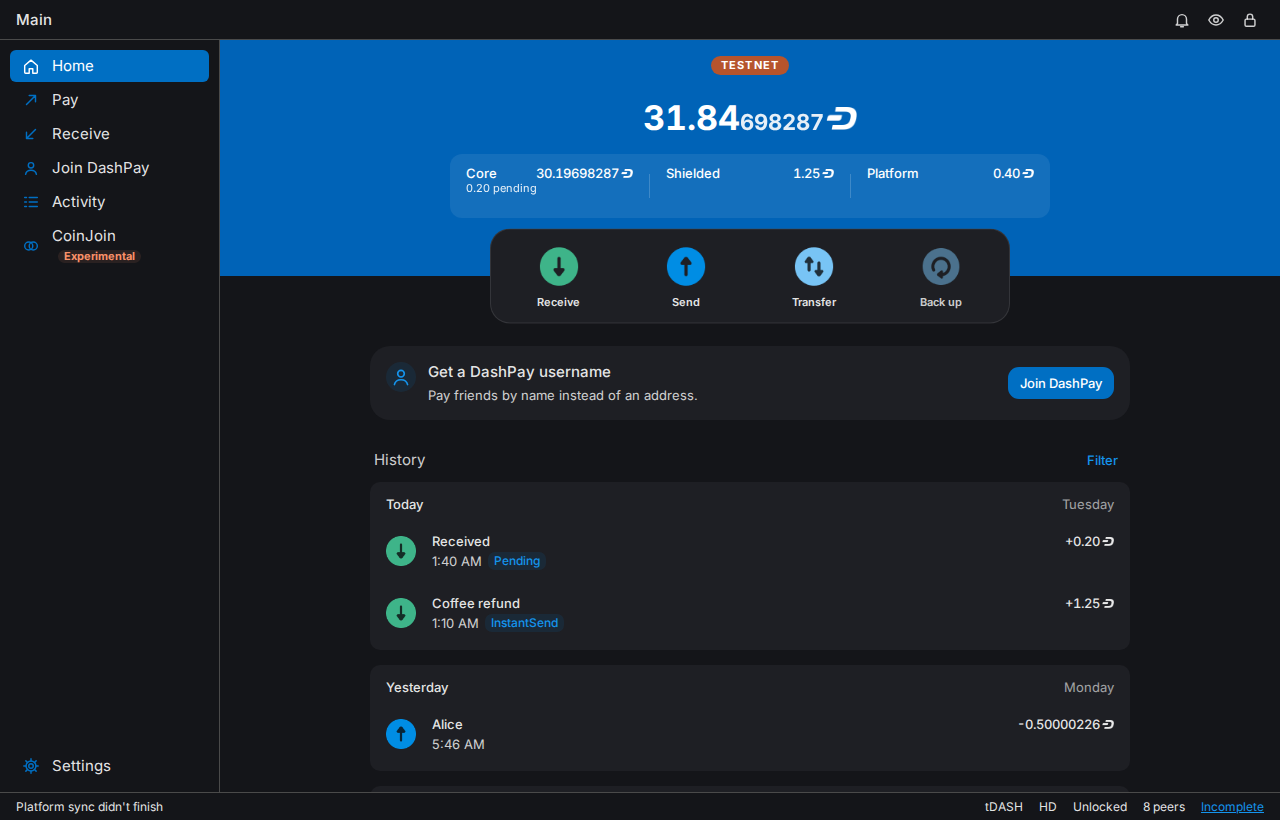 Main
Home
Pay
Receive
Join DashPay
Activity
CoinJoin
Experimental
Settings
TESTNET
31.84698287
Core 30.19698287
0.20 pending
Shielded 1.25
Platform 0.40
Receive
Send
Transfer
Back up
Get a DashPay username
Pay friends by name instead of an address.
Join DashPay
History
Filter
Today
Tuesday
Received
+0.20
1:40 AM Pending
Coffee refund
+1.25
1:10 AM InstantSend
Yesterday
Monday
Alice
-0.50000226
5:46 AM
Platform sync didn't finish
tDASH
HD
Unlocked
8 peers
Incomplete